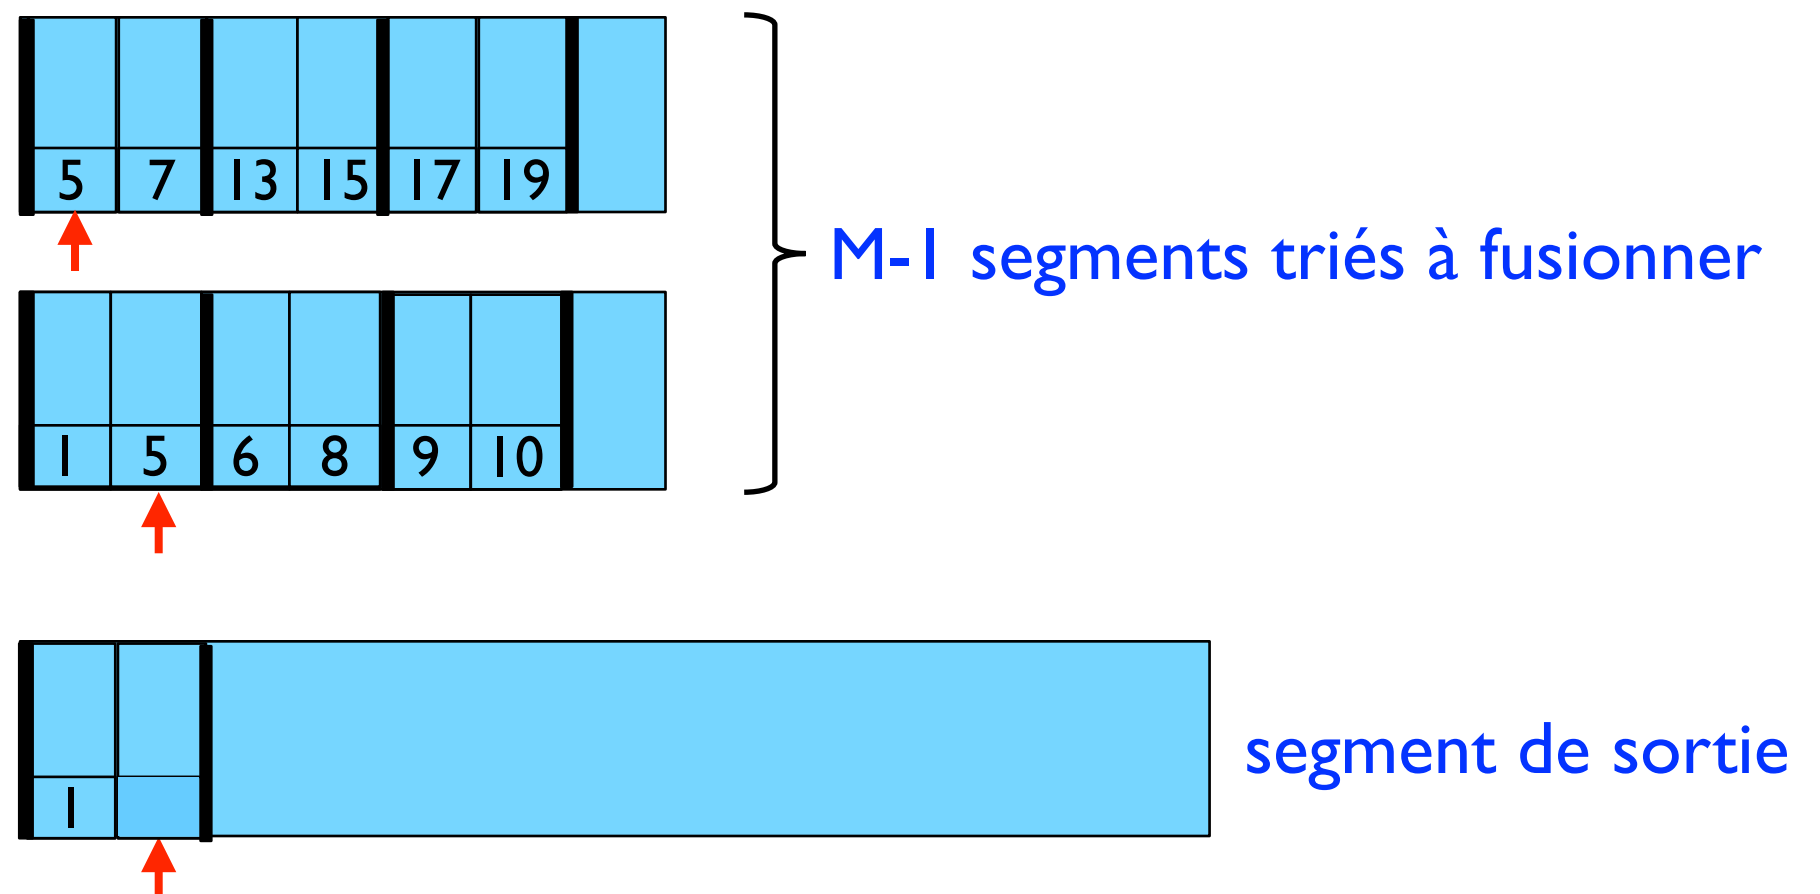 5 7 13 15 17 19
M-1 segments triés à fusionner
1 5 6 8 9 10
segment de sortie
1